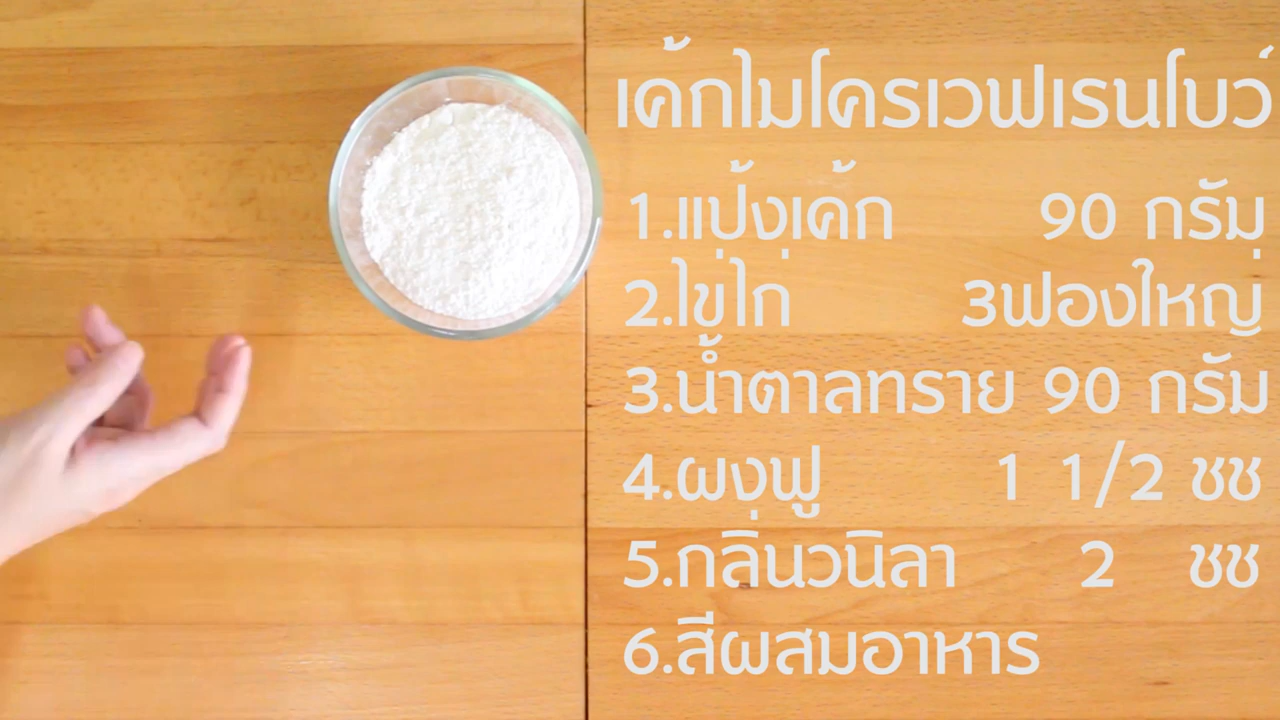 เค้กไมโครเวฟเรนโบว์
1.แป้งเค้ก 90 กรัม
2.ไข่ไก่ 3ฟองใหญ่
3.น้ำตาลทราย 90 กรัม
4.ผงฟู 1 1/2 ชช
5.กลิ่นวนิลา 2 ชช
6.สีผสมอาหาร